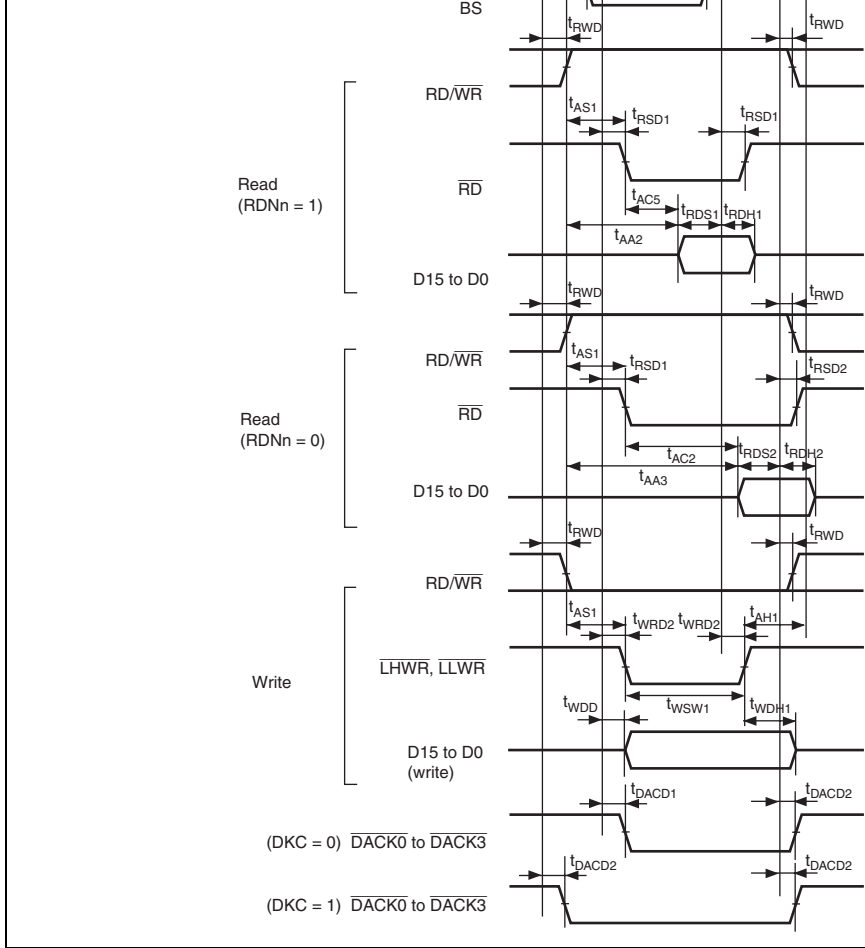 BS
tRWD tRWD
RD/WR
tAS1 tRSD1 tRSD1
Read
(RDNn = 1)
RD
tAC5 tRDS1 tRDH1
tAA2
D15 to D0
tRWD tRWD
RD/WR
tAS1 tRSD1 tRSD2
Read
(RDNn = 0)
RD
tAC2 tRDS2 tRDH2
tAA3
D15 to D0
tRWD tRWD
RD/WR
tAS1 tWRD2 tWRD2 tAH1
Write
LHWR, LLWR
tWDD tWSW1 tWDH1
D15 to D0
(write)
tDACD1 tDACD2
(DKC = 0) DACK0 to DACK3
tDACD2 tDACD2
(DKC = 1) DACK0 to DACK3